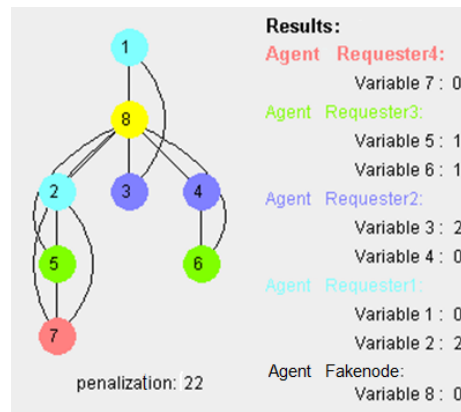 1
8
2
3
4
5
6
7
penalization: 22
Results:
Agent Requester4:
Variable 7 : 0
Agent Requester3:
Variable 5 : 1
Variable 6 : 1
Agent Requester2:
Variable 3 : 2
Variable 4 : 0
Agent Requester1:
Variable 1 : 0
Variable 2 : 2
Agent Fakenode:
Variable 8 : 0